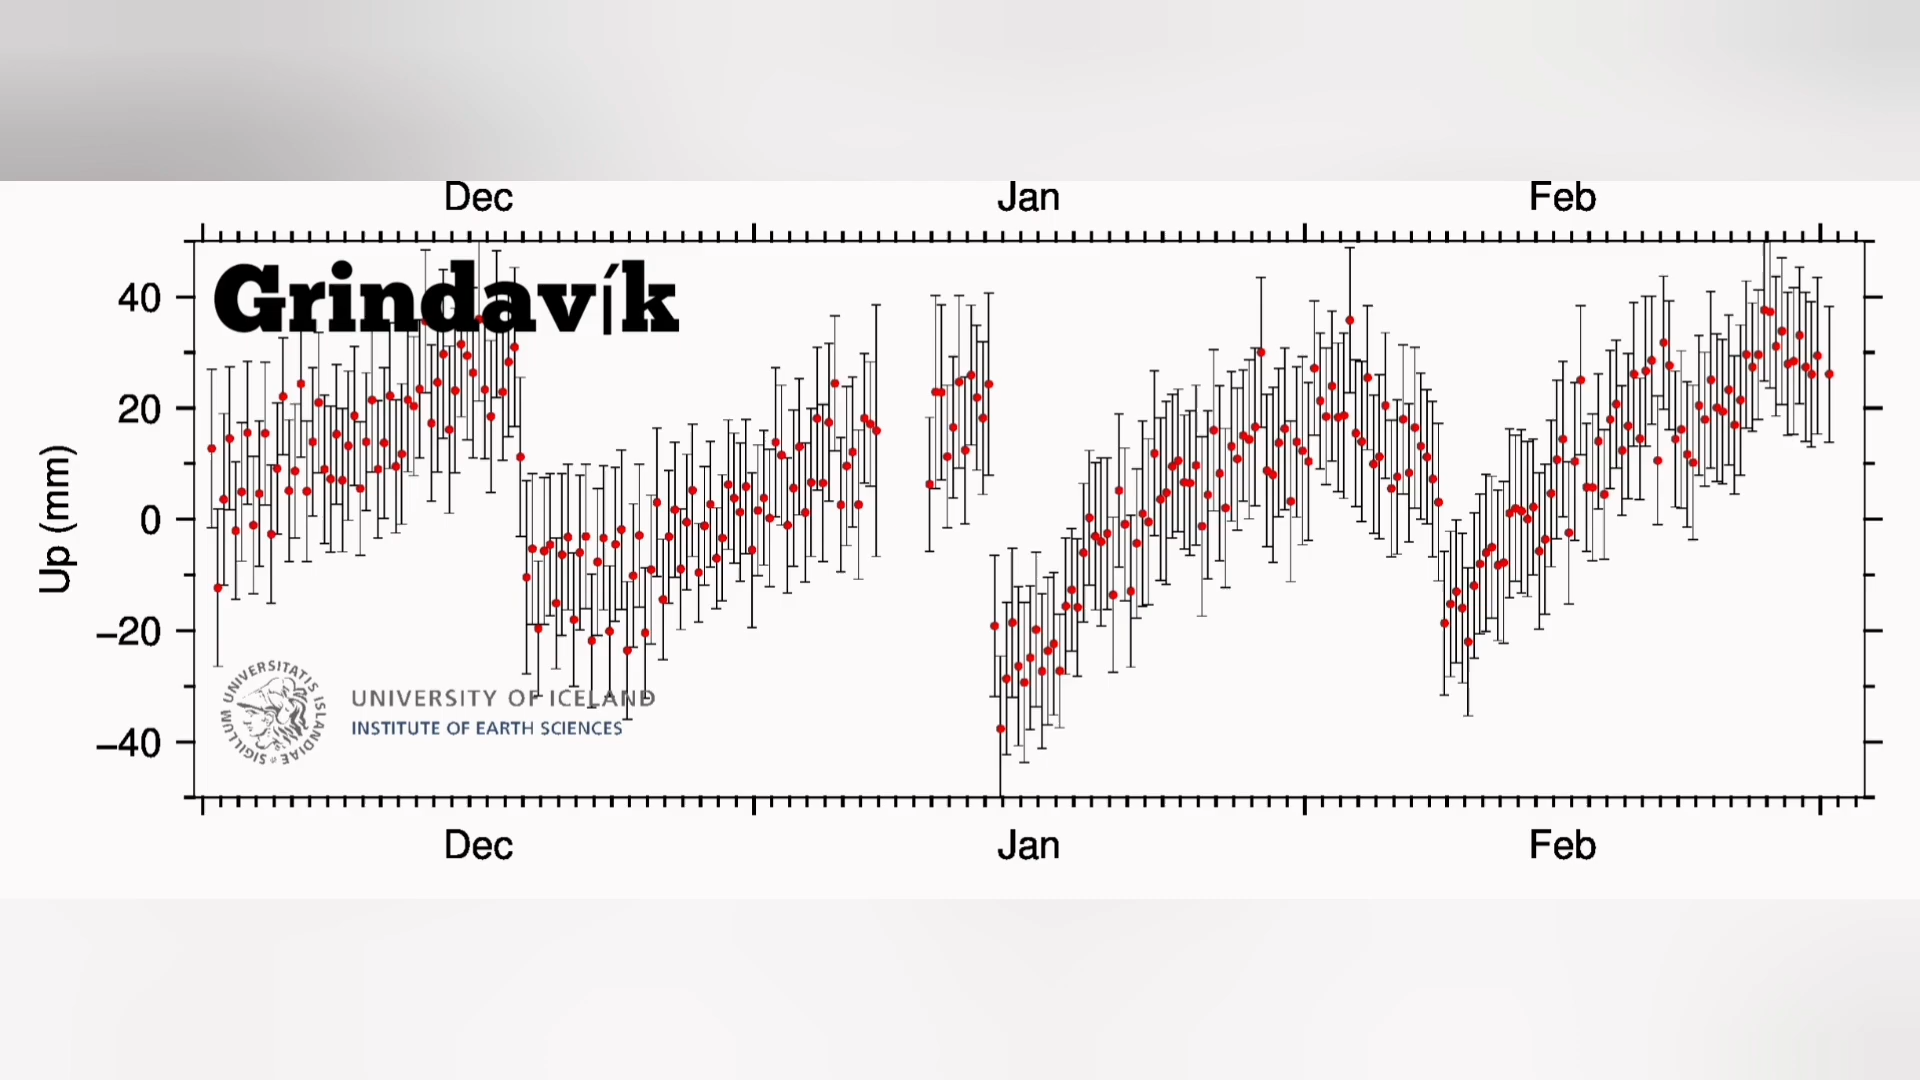 Dec Jan Feb
Grindavík
40
20
0
−20
−40
Up (mm)
SIGILLUM UNIVERSITATIS ISLANDIAE
UNIVERSITY OF ICELAND
INSTITUTE OF EARTH SCIENCES
Dec Jan Feb